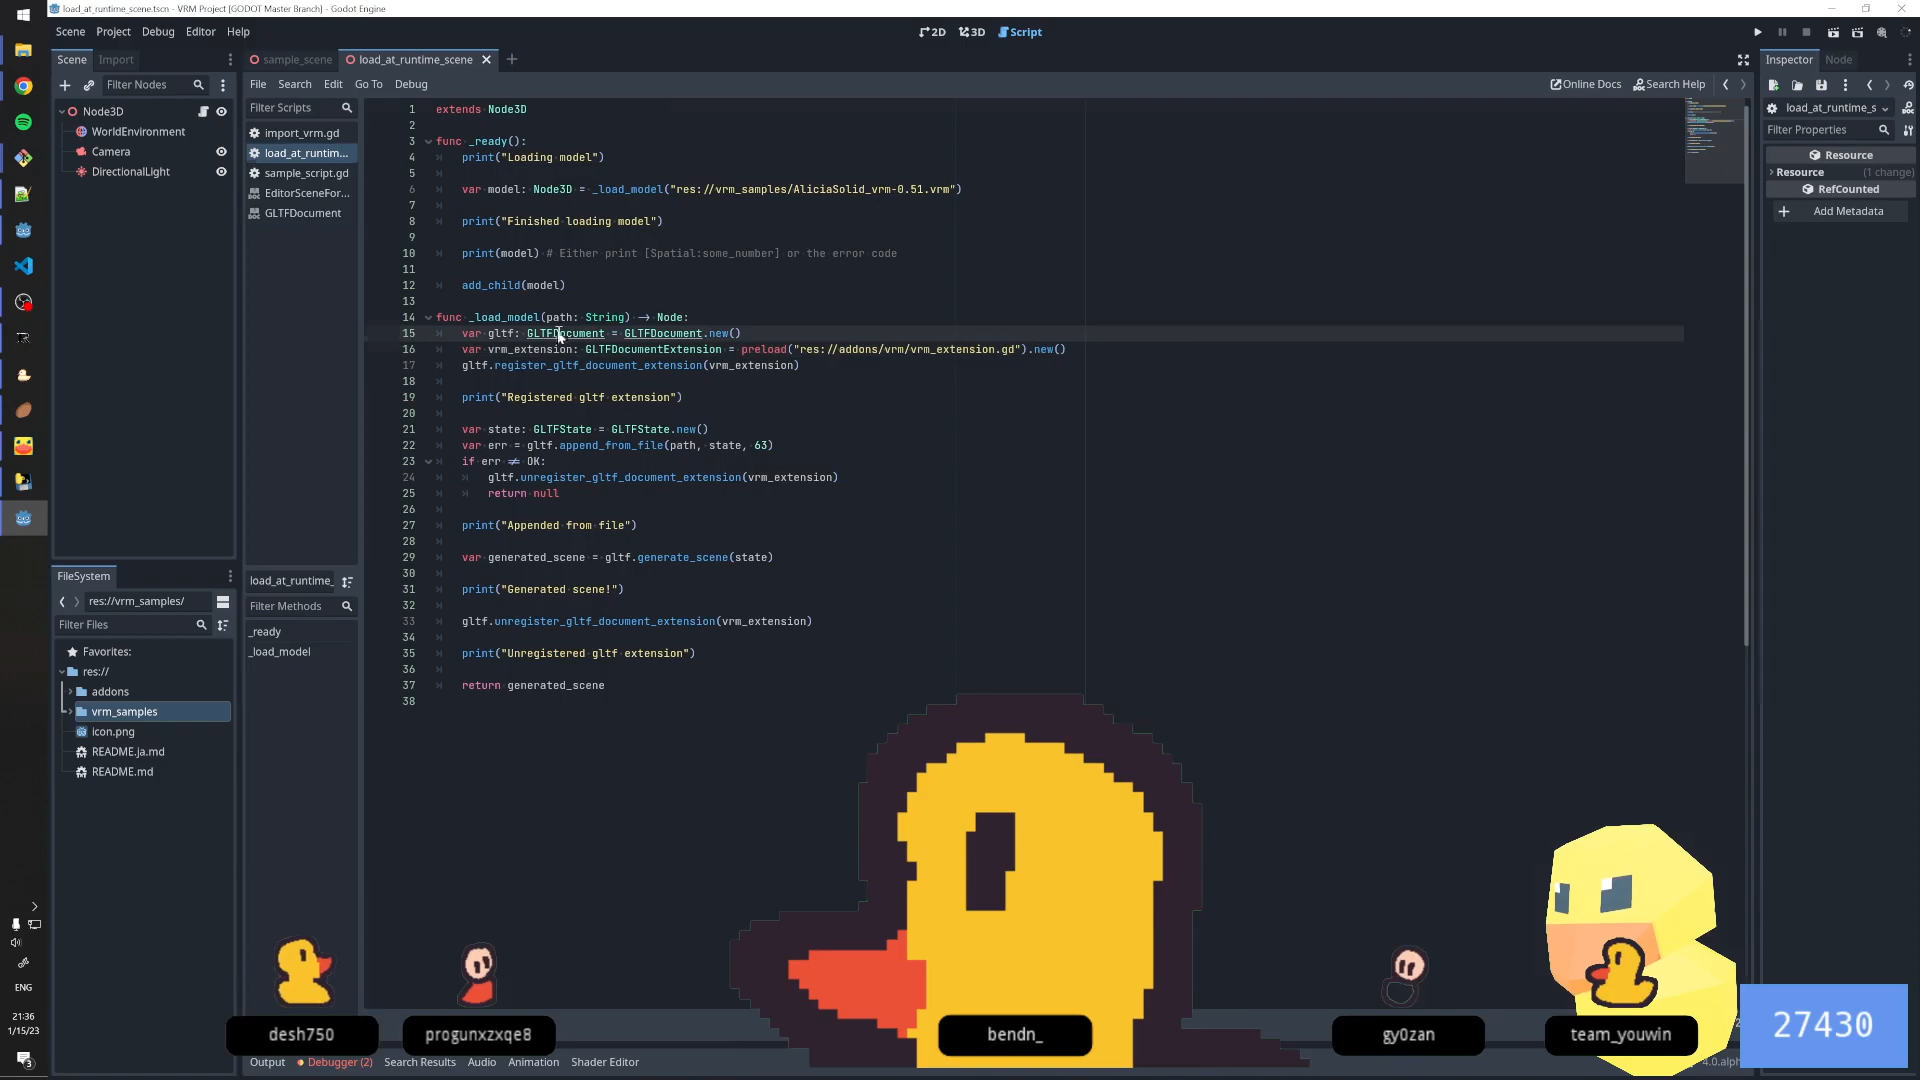 load_at_runtime_scene.tscn - VRM Project [GODOT Master Branch] - Godot Engine
Scene Project Debug Editor Help
2D 3D Script
Scene Import
sample_scene load_at_runtime_scene
Inspector Node
Filter Nodes
File Search Edit Go To Debug
Online Docs Search Help
Node3D
WorldEnvironment
Camera
DirectionalLight
Filter Scripts
import_vrm.gd
load_at_runtim...
sample_script.gd
EditorSceneFor...
GLTFDocument
load_at_runtime_
Filter Methods
_ready
_load_model
1 extends Node3D
2
3 func _ready():
4 print("Loading model")
5
6 var model: Node3D = _load_model("res://vrm_samples/AliciaSolid_vrm-0.51.vrm")
7
8 print("Finished loading model")
9
10 print(model) # Either print [Spatial:some_number] or the error code
11
12 add_child(model)
13
14 func _load_model(path: String) -> Node:
15 var gltf: GLTFDocument = GLTFDocument.new()
16 var vrm_extension: GLTFDocumentExtension = preload("res://addons/vrm/vrm_extension.gd").new()
17 gltf.register_gltf_document_extension(vrm_extension)
18
19 print("Registered gltf extension")
20
21 var state: GLTFState = GLTFState.new()
22 var err = gltf.append_from_file(path, state, 63)
23 if err != OK:
24 gltf.unregister_gltf_document_extension(vrm_extension)
25 return null
26
27 print("Appended from file")
28
29 var generated_scene = gltf.generate_scene(state)
30
31 print("Generated scene!")
32
33 gltf.unregister_gltf_document_extension(vrm_extension)
34
35 print("Unregistered gltf extension")
36
37 return generated_scene
38
load_at_runtime_s
Filter Properties
Resource
Resource (1 change)
RefCounted
Add Metadata
FileSystem
res://vrm_samples/
Filter Files
Favorites:
res://
addons
vrm_samples
icon.png
README.ja.md
README.md
ENG
21:36
1/15/23
3
desh750
progunxzxqe8
bendn_
gy0zan
team_youwin
27430
Output Debugger (2) Search Results Audio Animation Shader Editor
4.0.alph